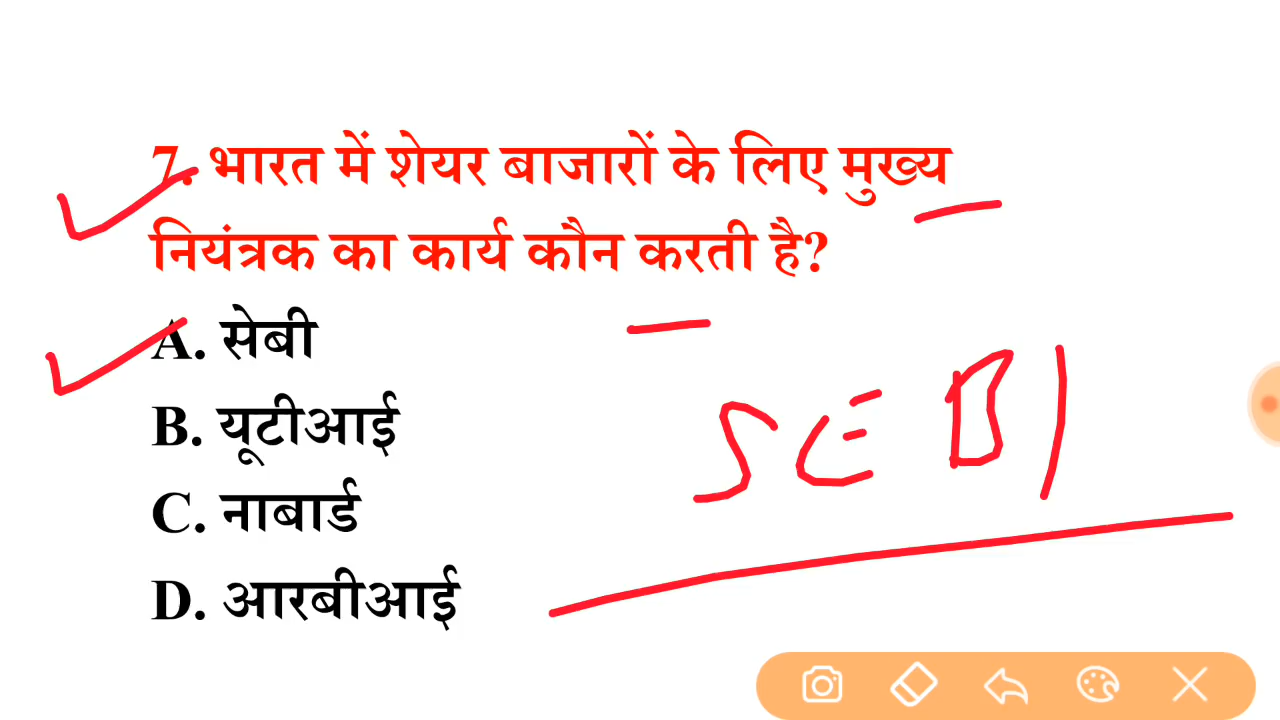 7. भारत में शेयर बाजारों के लिए मुख्य
नियंत्रक का कार्य कौन करती है?
A. सेबी
B. यूटीआई
C. नाबार्ड
D. आरबीआई
SEBI